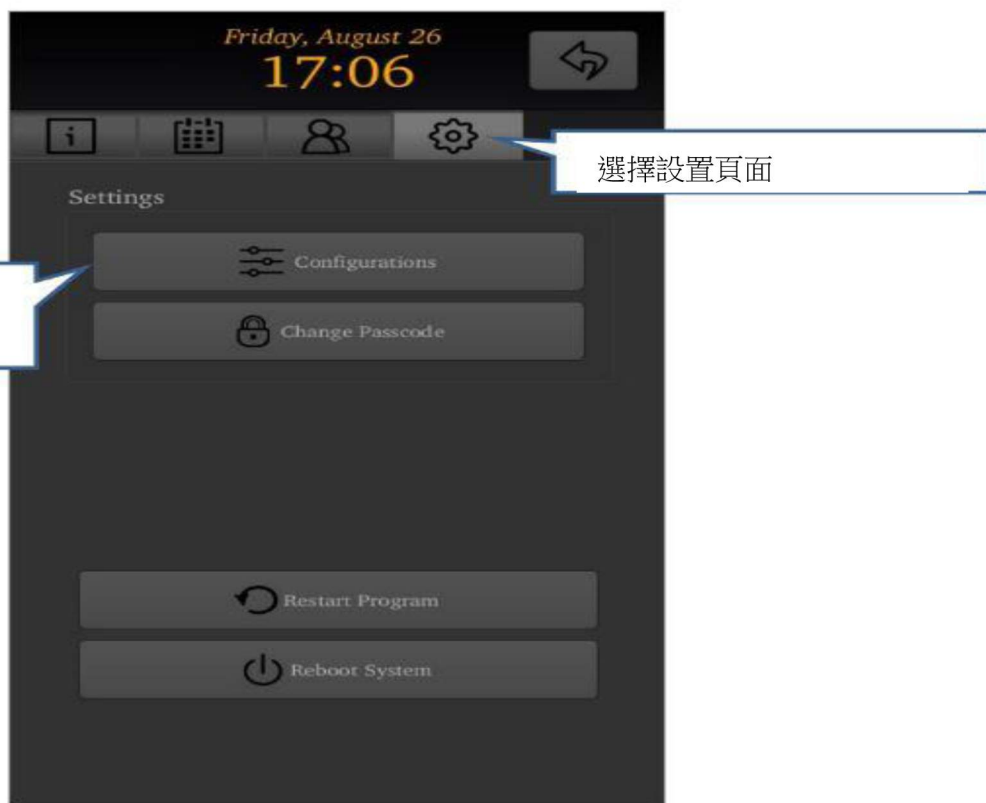 Friday, August 26
17:06
選擇設置頁面
Settings
Configurations
Change Passcode
Restart Program
Reboot System